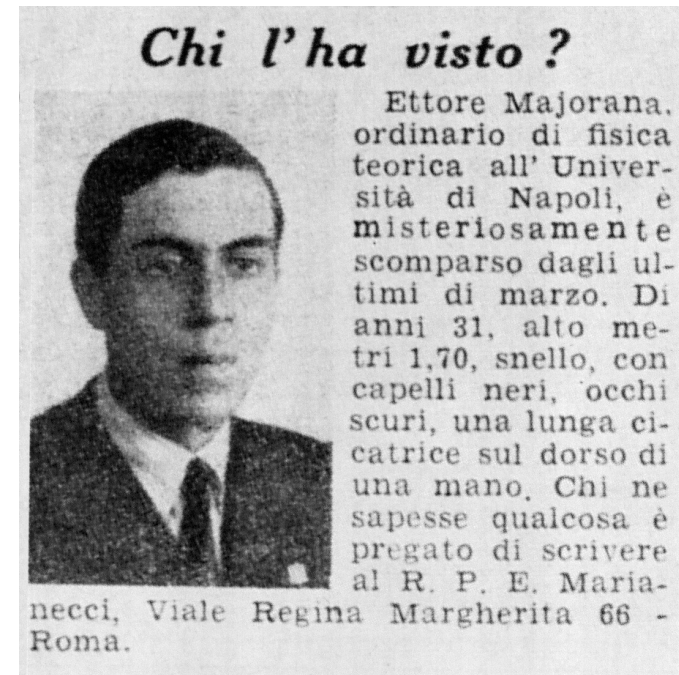 Chi l'ha visto ?
Ettore Majorana,
ordinario di fisica
teorica all' Univer-
sità di Napoli, è
misteriosamente
scomparso dagli ul-
timi di marzo. Di
anni 31, alto me-
tri 1,70, snello, con
capelli neri, occhi
scuri, una lunga ci-
catrice sul dorso di
una mano. Chi ne
sapesse qualcosa è
pregato di scrivere
al R. P. E. Maria-
necci, Viale Regina Margherita 66 -
Roma.